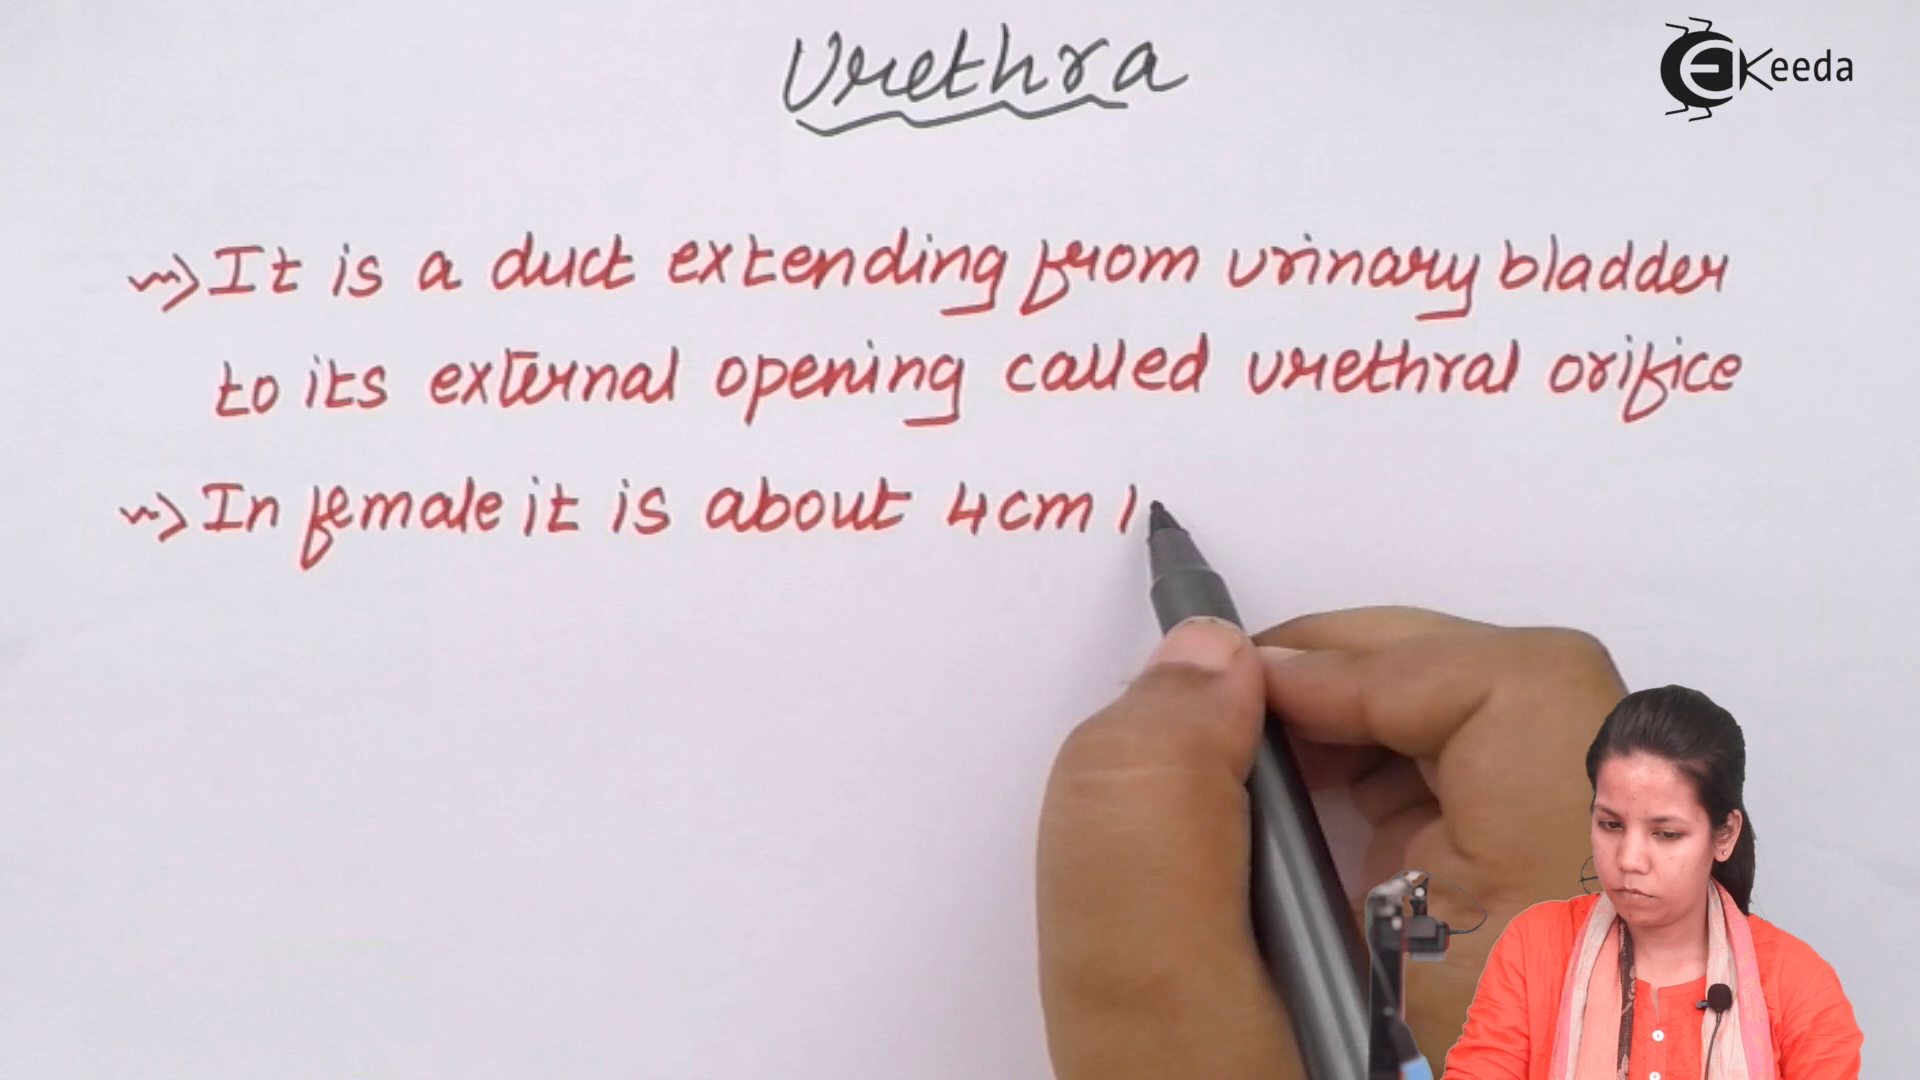 Urethra
EKeeda
It is a duct extending from urinary bladder
to its external opening called urethral orifice
In female it is about 4cm l